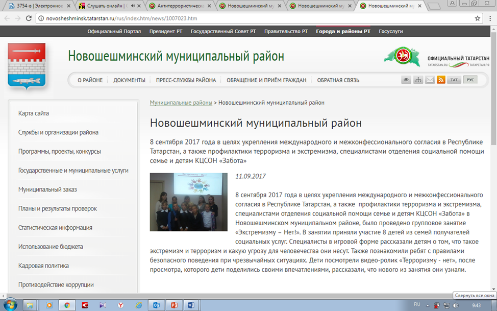 Слушать онлайн
novosheshminsk.tatarstan.ru/rus/index.htm/news/1007023.htm
Официальный Портал Президент РТ Государственный Совет РТ Правительство РТ Города и районы РТ Госуслуги
Новошешминский муниципальный район
ОФИЦИАЛЬНЫЙ ТАТАРСТАН
О РАЙОНЕ ДОКУМЕНТЫ ПРЕСС-СЛУЖБЫ РАЙОНА ОБРАЩЕНИЕ И ПРИЁМ ГРАЖДАН ОБРАТНАЯ СВЯЗЬ
Муниципальные районы » Новошешминский муниципальный район
Карта сайта
Службы и организации района
Программы, проекты, конкурсы
Государственные и муниципальные услуги
Муниципальный заказ
Планы и результаты проверок
Статистическая информация
Использование бюджета
Кадровая политика
Противодействие коррупции
Новошешминский муниципальный район
8 сентября 2017 года в целях укрепления международного и межконфессионального согласия в Республике
Татарстан, а также профилактики терроризма и экстремизма, специалистами отделения социальной помощи
семье и детям КЦСОН «Забота»
11.09.2017
8 сентября 2017 года в целях укрепления международного и межконфессионального
согласия в Республике Татарстан, а также профилактики терроризма и экстремизма,
специалистами отделения социальной помощи семье и детям КЦСОН «Забота» в
Новошешминском муниципальном районе, было проведено групповое занятие
«Экстремизму – Нет!». В занятии приняли участие 8 детей из семей получателей
социальных услуг. Специалисты в игровой форме рассказали детям о том, что такое
экстремизм и терроризм и какую угрозу для человечества они несут. Также познакомили ребят с правилами
безопасного поведения при чрезвычайных ситуациях. Дети посмотрели видео-ролик «Терроризму - нет», после
просмотра, которого дети поделились своими впечатлениями, рассказали, что нового из занятия они узнали.
Свернуть все окна